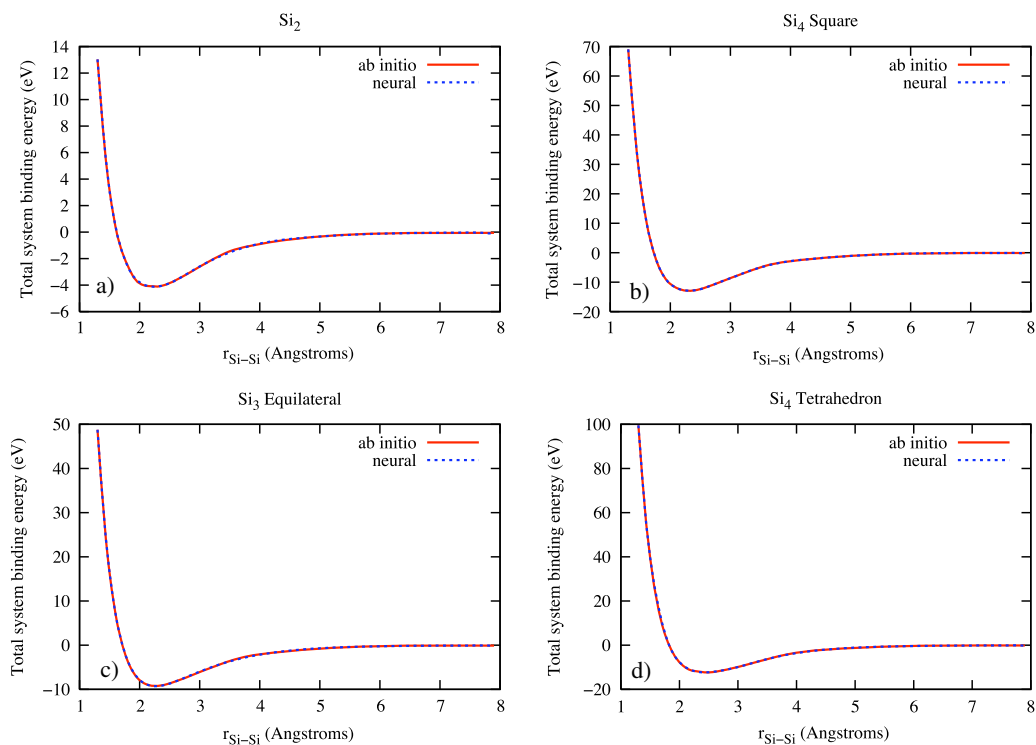 Si2
Total system binding energy (eV)
14
12
10
8
6
4
2
0
−2
−4
−6
ab initio
neural
a)
1 2 3 4 5 6 7 8
rSi−Si (Angstroms)
Si4 Square
Total system binding energy (eV)
70
60
50
40
30
20
10
0
−10
−20
ab initio
neural
b)
1 2 3 4 5 6 7 8
rSi−Si (Angstroms)
Si3 Equilateral
Total system binding energy (eV)
50
40
30
20
10
0
−10
ab initio
neural
c)
1 2 3 4 5 6 7 8
rSi−Si (Angstroms)
Si4 Tetrahedron
Total system binding energy (eV)
100
80
60
40
20
0
−20
ab initio
neural
d)
1 2 3 4 5 6 7 8
rSi−Si (Angstroms)